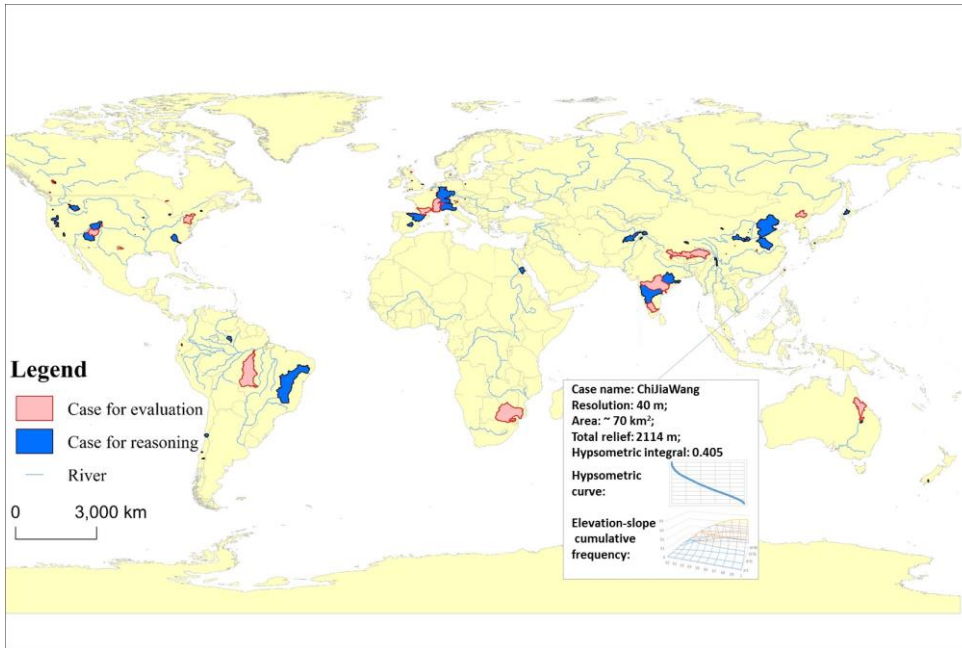 Legend
Case for evaluation
Case for reasoning
River
0 3,000 km
Case name: ChiJiaWang
Resolution: 40 m;
Area: ~ 70 km²;
Total relief: 2114 m;
Hypsometric integral: 0.405
Hypsometric
curve:
Elevation-slope
cumulative
frequency: